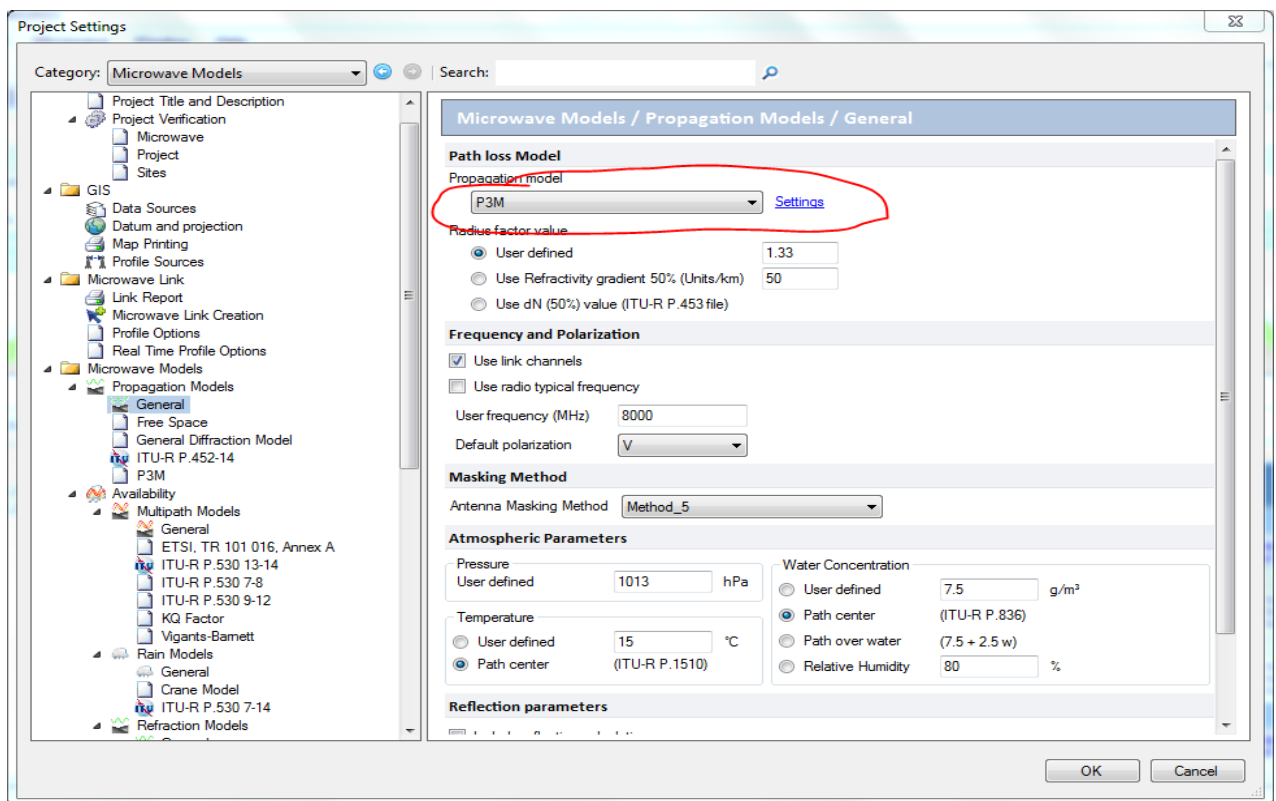 Project Settings
Category: Microwave Models Search:
Project Title and Description
Project Verification
Microwave
Project
Sites
GIS
Data Sources
Datum and projection
Map Printing
Profile Sources
Microwave Link
Link Report
Microwave Link Creation
Profile Options
Real Time Profile Options
Microwave Models
Propagation Models
General
Free Space
General Diffraction Model
ITU-R P.452-14
P3M
Availability
Multipath Models
General
ETSI, TR 101 016, Annex A
ITU-R P.530 13-14
ITU-R P.530 7-8
ITU-R P.530 9-12
KQ Factor
Vigants-Barnett
Rain Models
General
Crane Model
ITU-R P.530 7-14
Refraction Models
Microwave Models / Propagation Models / General
Path loss Model
Propagation model
P3M Settings
Radius factor value
User defined 1.33
Use Refractivity gradient 50% (Units/km) 50
Use dN (50%) value (ITU-R P.453 file)
Frequency and Polarization
Use link channels
Use radio typical frequency
User frequency (MHz) 8000
Default polarization V
Masking Method
Antenna Masking Method Method_5
Atmospheric Parameters
Pressure
User defined 1013 hPa
Temperature
User defined 15 °C
Path center (ITU-R P.1510)
Water Concentration
User defined 7.5 g/m³
Path center (ITU-R P.836)
Path over water (7.5 + 2.5 w)
Relative Humidity 80 %
Reflection parameters
OK Cancel